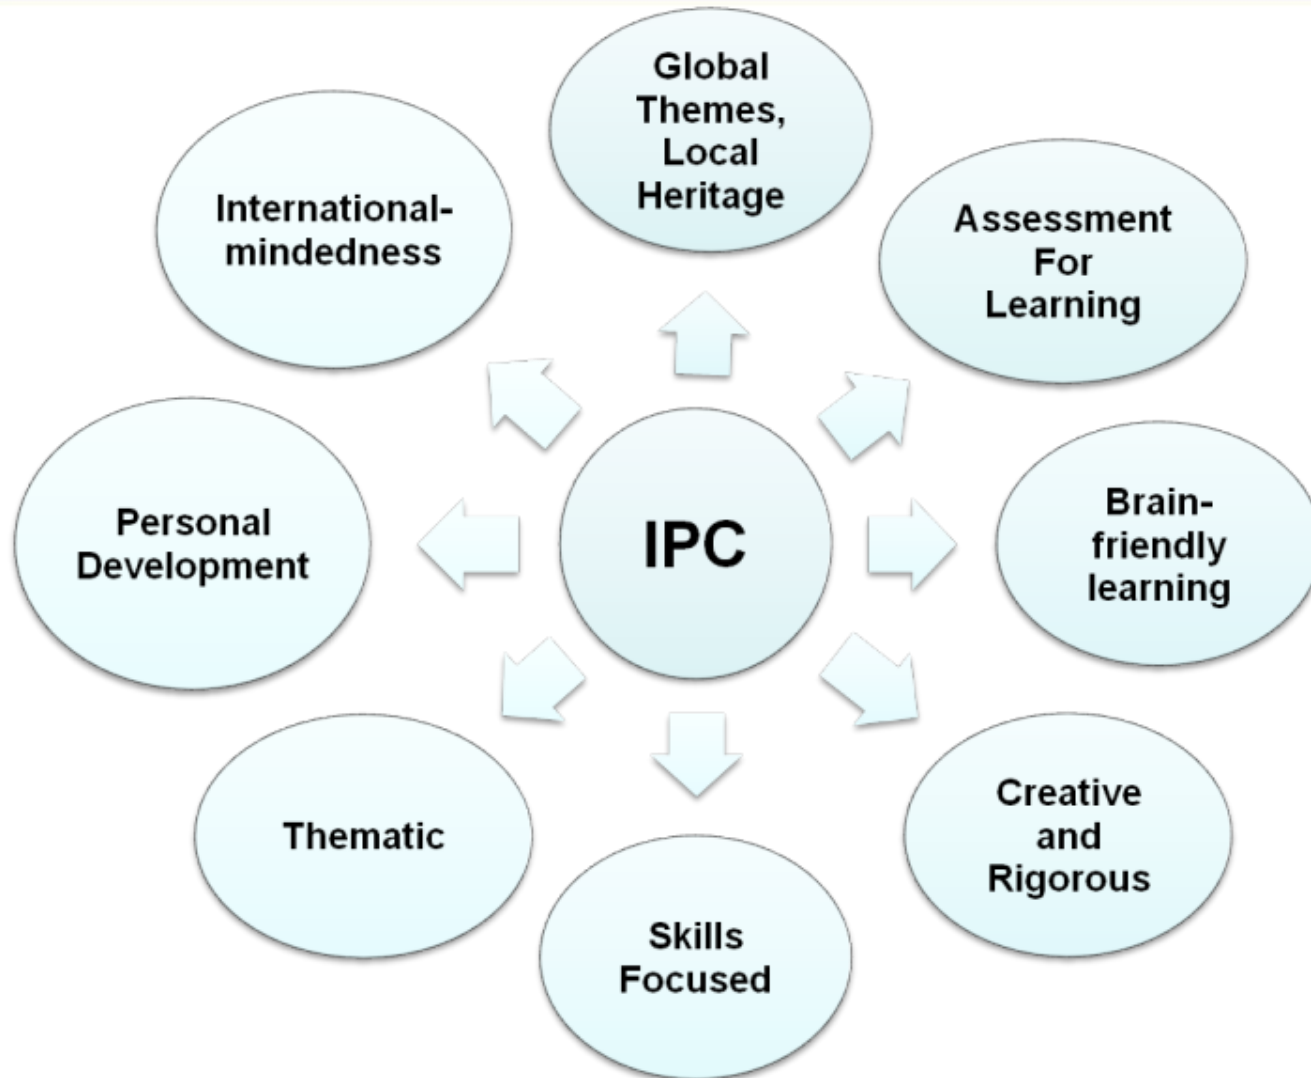 Global
Themes,
Local
Heritage
International-
mindedness
Assessment
For
Learning
Personal
Development
IPC
Brain-
friendly
learning
Thematic
Creative
and
Rigorous
Skills
Focused